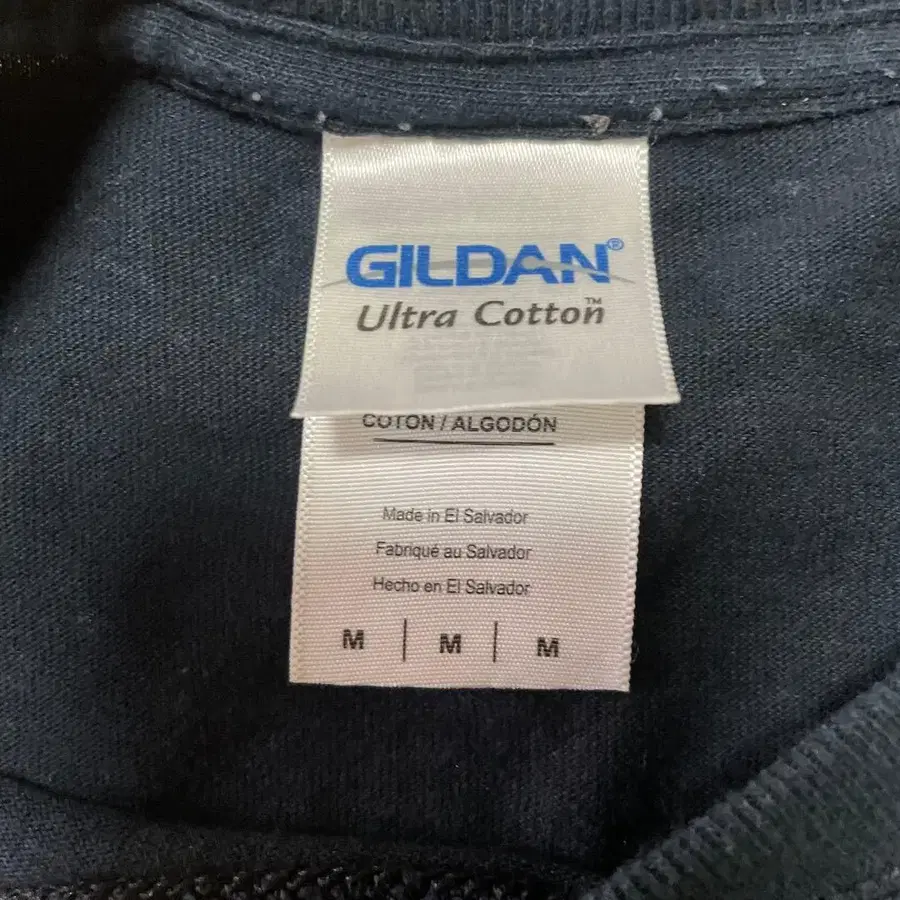 GILDAN®
Ultra Cotton™
COTON / ALGODÓN
Made in El Salvador
Fabriqué au Salvador
Hecho en El Salvador
M | M | M